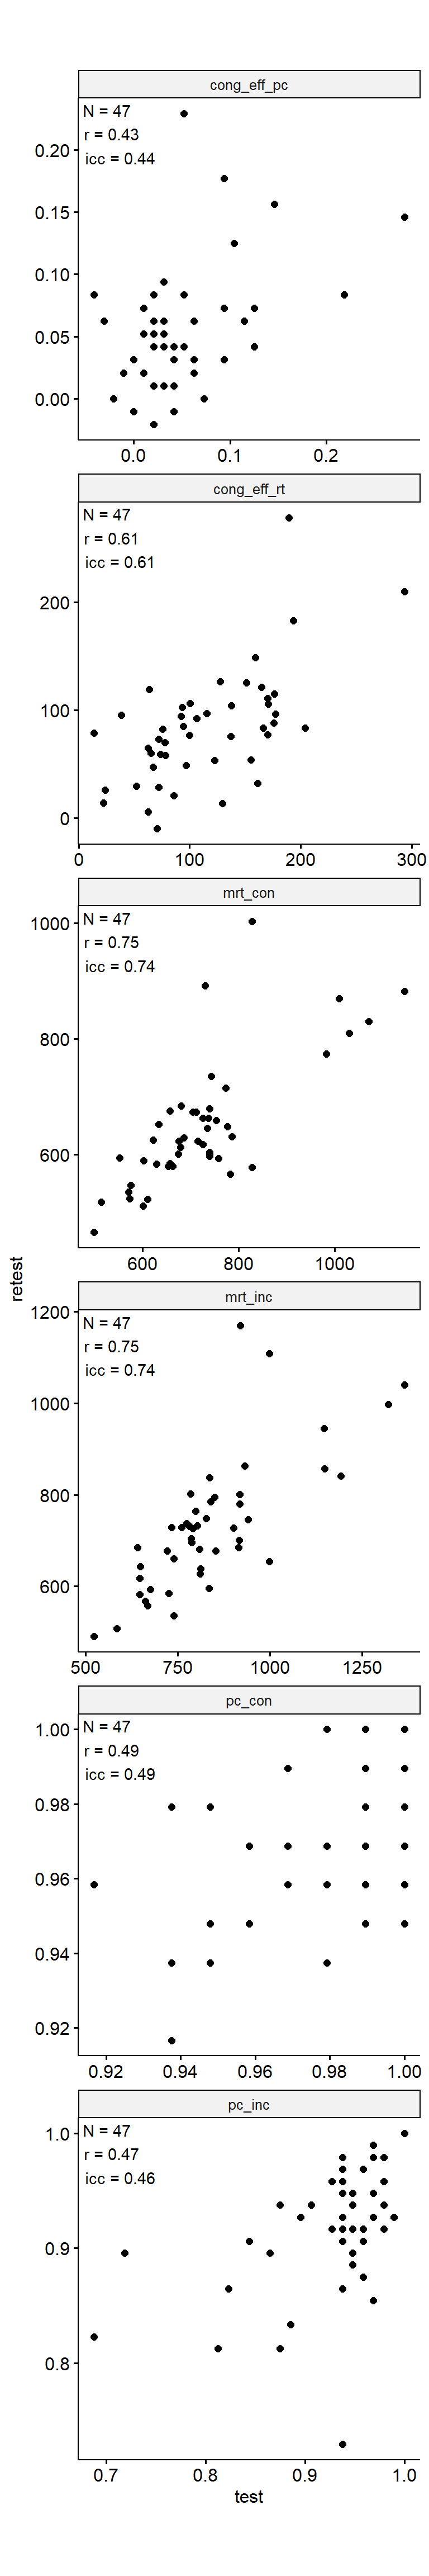 cong_eff_pc
N = 47
r = 0.43
icc = 0.44
0.20
0.15
0.10
0.05
0.00
0.0 0.1 0.2
cong_eff_rt
N = 47
r = 0.61
icc = 0.61
200
100
0
0 100 200 300
mrt_con
N = 47
r = 0.75
icc = 0.74
1000
800
600
600 800 1000
retest
mrt_inc
N = 47
r = 0.75
icc = 0.74
1200
1000
800
600
500 750 1000 1250
pc_con
N = 47
r = 0.49
icc = 0.49
1.00
0.98
0.96
0.94
0.92
0.92 0.94 0.96 0.98 1.00
pc_inc
N = 47
r = 0.47
icc = 0.46
1.0
0.9
0.8
0.7 0.8 0.9 1.0
test